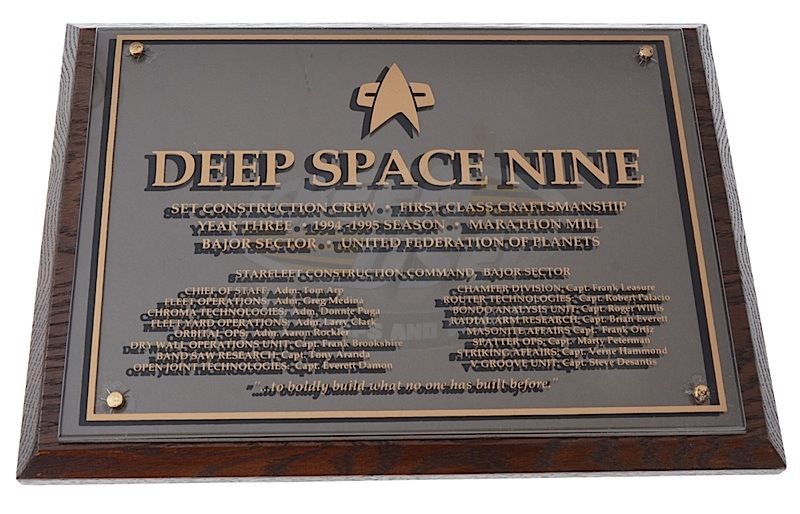 DEEP SPACE NINE
SET CONSTRUCTION CREW • FIRST CLASS CRAFTSMANSHIP
YEAR THREE • 1994-1995 SEASON • MARATHON MILL
BAJOR SECTOR • UNITED FEDERATION OF PLANETS
STARFLEET CONSTRUCTION COMMAND, BAJOR SECTOR
CHIEF OF STAFF; Adm. Tom Arp
FLEET OPERATIONS; Adm. Greg Medina
CHROMA TECHNOLOGIES; Adm. Donnie Puga
FLEET YARD OPERATIONS; Adm. Larry Clark
ORBITAL OPS; Adm. Aaron Rockler
DRY WALL OPERATIONS UNIT; Capt. Frank Brookshire
BAND SAW RESEARCH; Capt. Tony Aranda
OPEN JOINT TECHNOLOGIES; Capt. Everett Damon
CHAMFER DIVISION; Capt. Frank Leasure
ROUTER TECHNOLOGIES; Capt. Robert Palacio
BONDO ANALYSIS UNIT; Capt. Roger Willis
RADIAL ARM RESEARCH; Capt. Brian Everett
MASONITE AFFAIRS Capt. Frank Ortiz
SPATTER OPS; Capt. Marty Peterman
STRIKING AFFAIRS; Capt. Verne Hammond
V GROOVE UNIT; Capt. Steve Desantis
"...to boldly build what no one has built before."